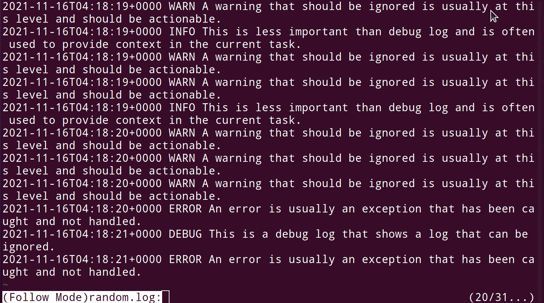 2021-11-16T04:18:19+0000 WARN A warning that should be ignored is usually at thi
s level and should be actionable.
2021-11-16T04:18:19+0000 INFO This is less important than debug log and is often
 used to provide context in the current task.
2021-11-16T04:18:19+0000 WARN A warning that should be ignored is usually at thi
s level and should be actionable.
2021-11-16T04:18:19+0000 WARN A warning that should be ignored is usually at thi
s level and should be actionable.
2021-11-16T04:18:19+0000 INFO This is less important than debug log and is often
 used to provide context in the current task.
2021-11-16T04:18:20+0000 WARN A warning that should be ignored is usually at thi
s level and should be actionable.
2021-11-16T04:18:20+0000 WARN A warning that should be ignored is usually at thi
s level and should be actionable.
2021-11-16T04:18:20+0000 WARN A warning that should be ignored is usually at thi
s level and should be actionable.
2021-11-16T04:18:20+0000 ERROR An error is usually an exception that has been ca
ught and not handled.
2021-11-16T04:18:21+0000 DEBUG This is a debug log that shows a log that can be
ignored.
2021-11-16T04:18:21+0000 ERROR An error is usually an exception that has been ca
ught and not handled.
~
(Follow Mode)random.log: (20/31...)